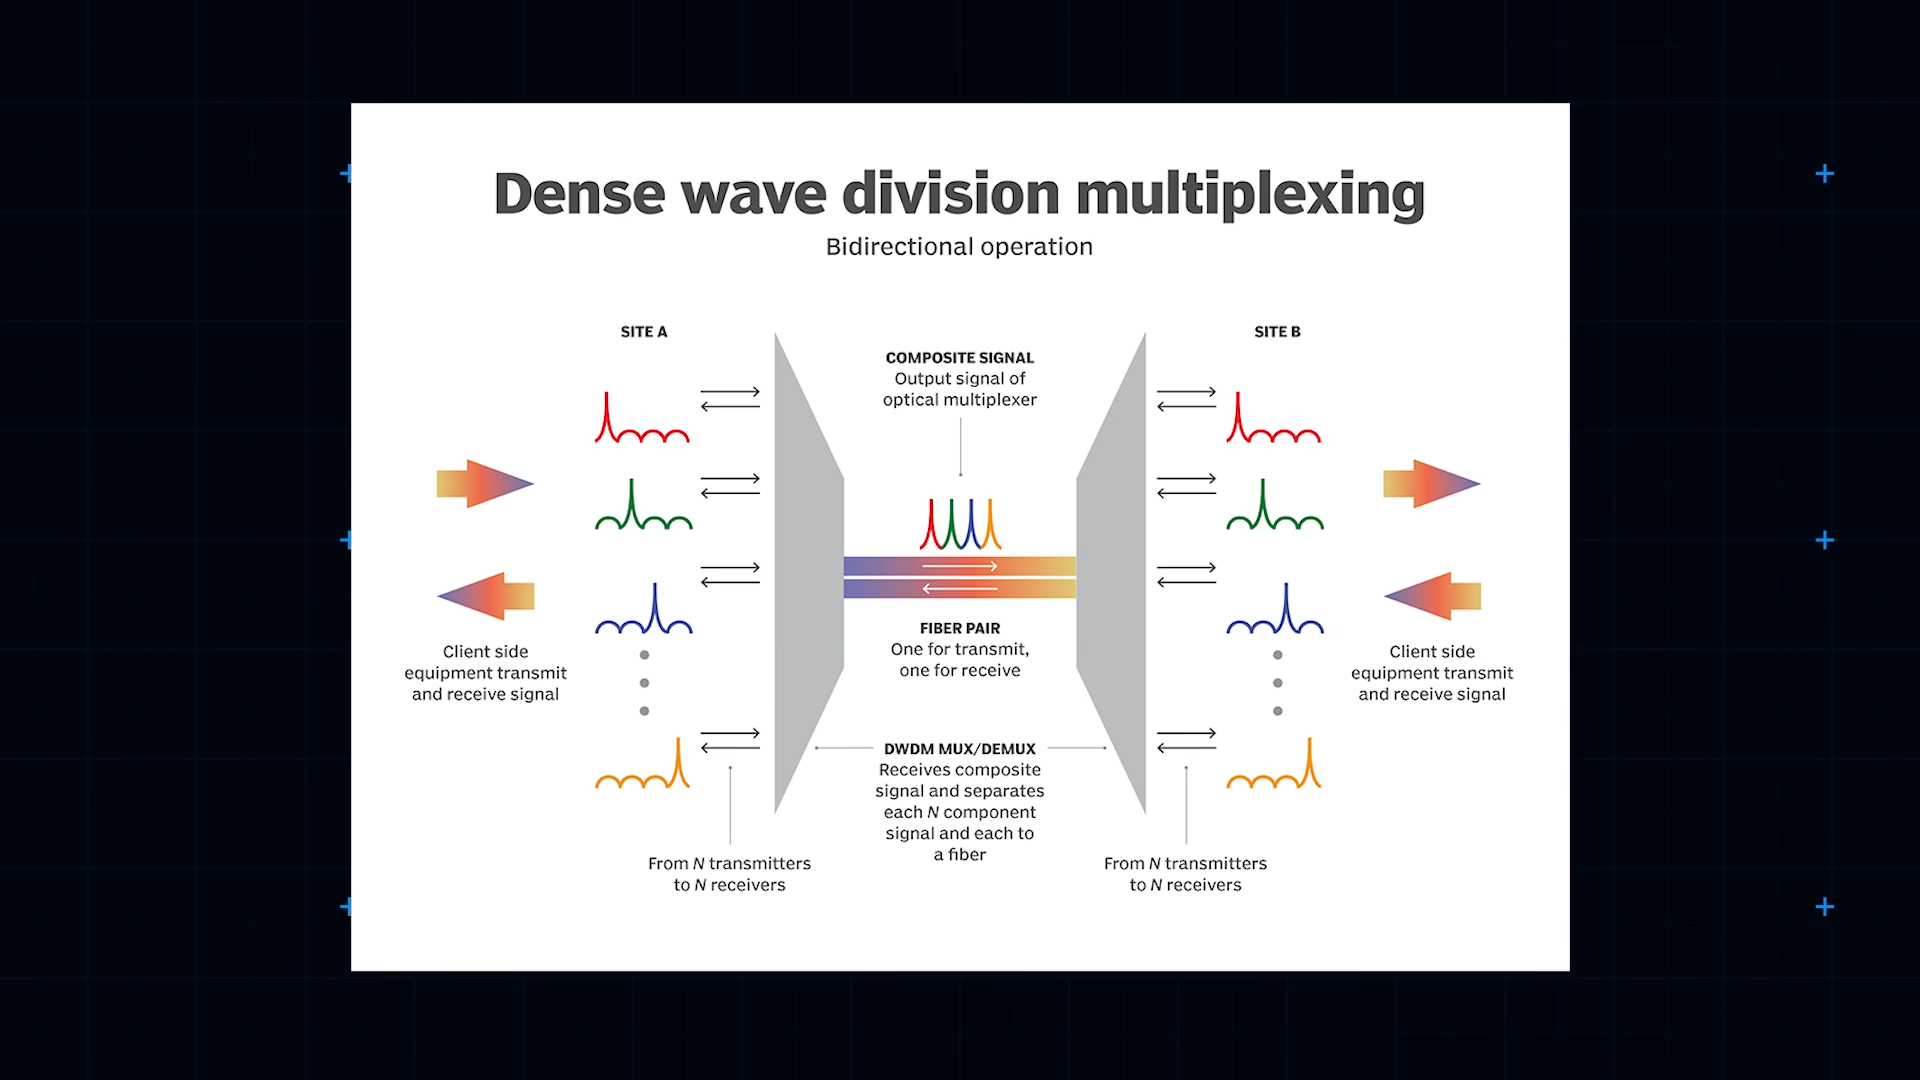 Dense wave division multiplexing
Bidirectional operation
SITE A
SITE B
COMPOSITE SIGNAL
Output signal of
optical multiplexer
Client side
equipment transmit
and receive signal
FIBER PAIR
One for transmit,
one for receive
Client side
equipment transmit
and receive signal
DWDM MUX/DEMUX
Receives composite
signal and separates
each N component
signal and each to
a fiber
From N transmitters
to N receivers
From N transmitters
to N receivers